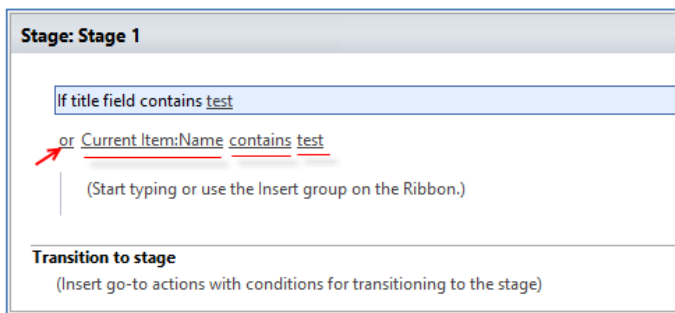 Stage: Stage 1
If title field contains test
or Current Item:Name contains test
(Start typing or use the Insert group on the Ribbon.)
Transition to stage
(Insert go-to actions with conditions for transitioning to the stage)